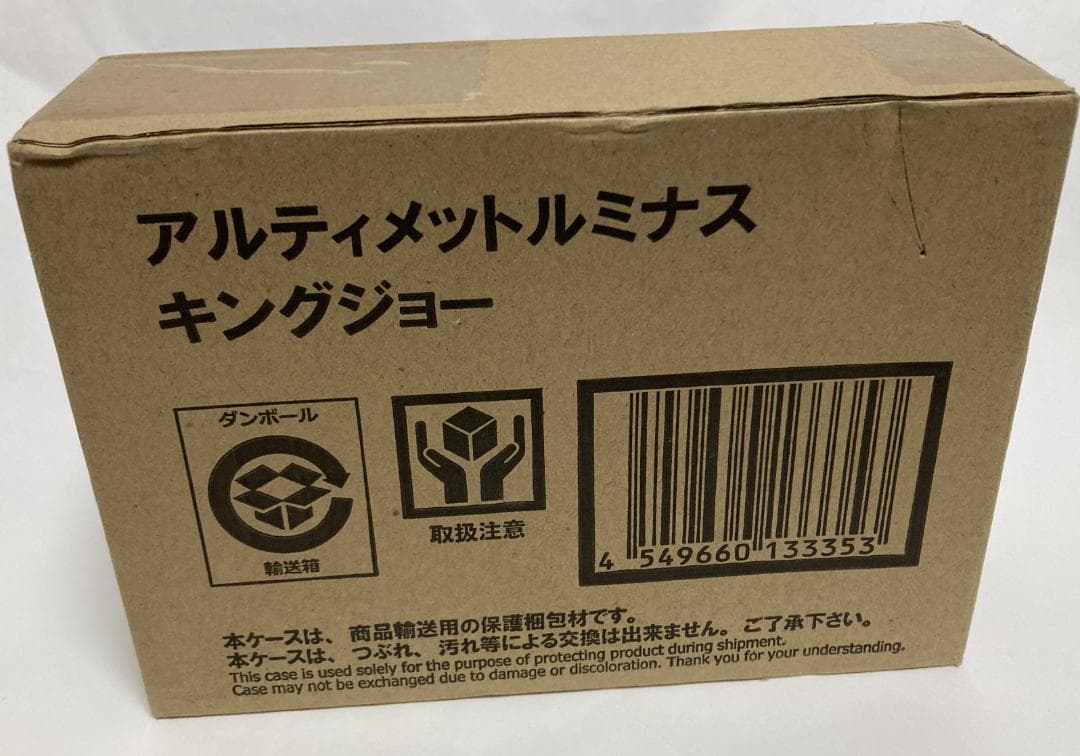 アルティメットルミナス
キングジョー
ダンボール
輸送箱
取扱注意
4 549660 133353
本ケースは、商品輸送用の保護梱包材です。
本ケースは、つぶれ、汚れ等による交換は出来ません。ご了承下さい。
This case is used solely for the purpose of protecting product during shipment.
Case may not be exchanged due to damage or discoloration. Thank you for your understanding.